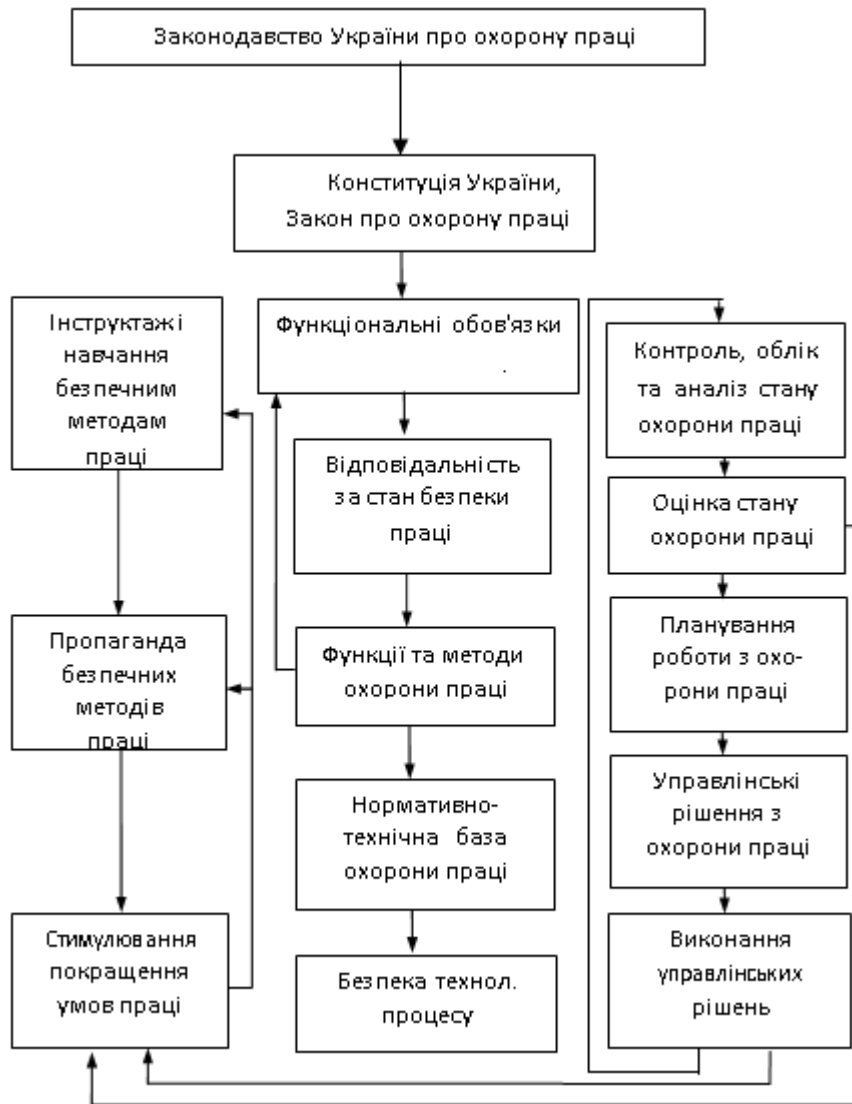 Законодавство України про охорону праці
Конституція України,
Закон про охорону праці
Інструктаж і
навчання
безпечним
методам
праці
Пропаганда
безпечних
методів
праці
Стимулювання
покращення
умов праці
Функціональні обов'язки
.
Відповідальність
за стан безпеки
праці
Функції та методи
охорони праці
Нормативно-
технічна база
охорони праці
Безпека технол.
процесу
Контроль, облік
та аналіз стану
охорони праці
Оцінка стану
охорони праці
Планування
роботи з охо-
рони праці
Управлінські
рішення з
охорони праці
Виконання
управлінських
рішень